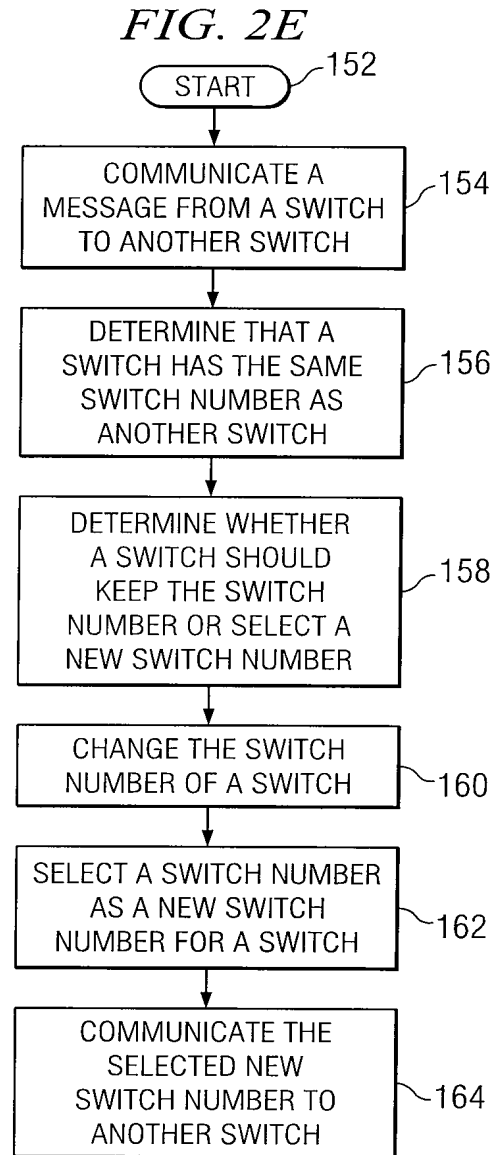 FIG. 2E
START
152
COMMUNICATE A
MESSAGE FROM A SWITCH
TO ANOTHER SWITCH
154
DETERMINE THAT A
SWITCH HAS THE SAME
SWITCH NUMBER AS
ANOTHER SWITCH
156
DETERMINE WHETHER
A SWITCH SHOULD
KEEP THE SWITCH
NUMBER OR SELECT A
NEW SWITCH NUMBER
158
CHANGE THE SWITCH
NUMBER OF A SWITCH
160
SELECT A SWITCH NUMBER
AS A NEW SWITCH
NUMBER FOR A SWITCH
162
COMMUNICATE THE
SELECTED NEW
SWITCH NUMBER TO
ANOTHER SWITCH
164